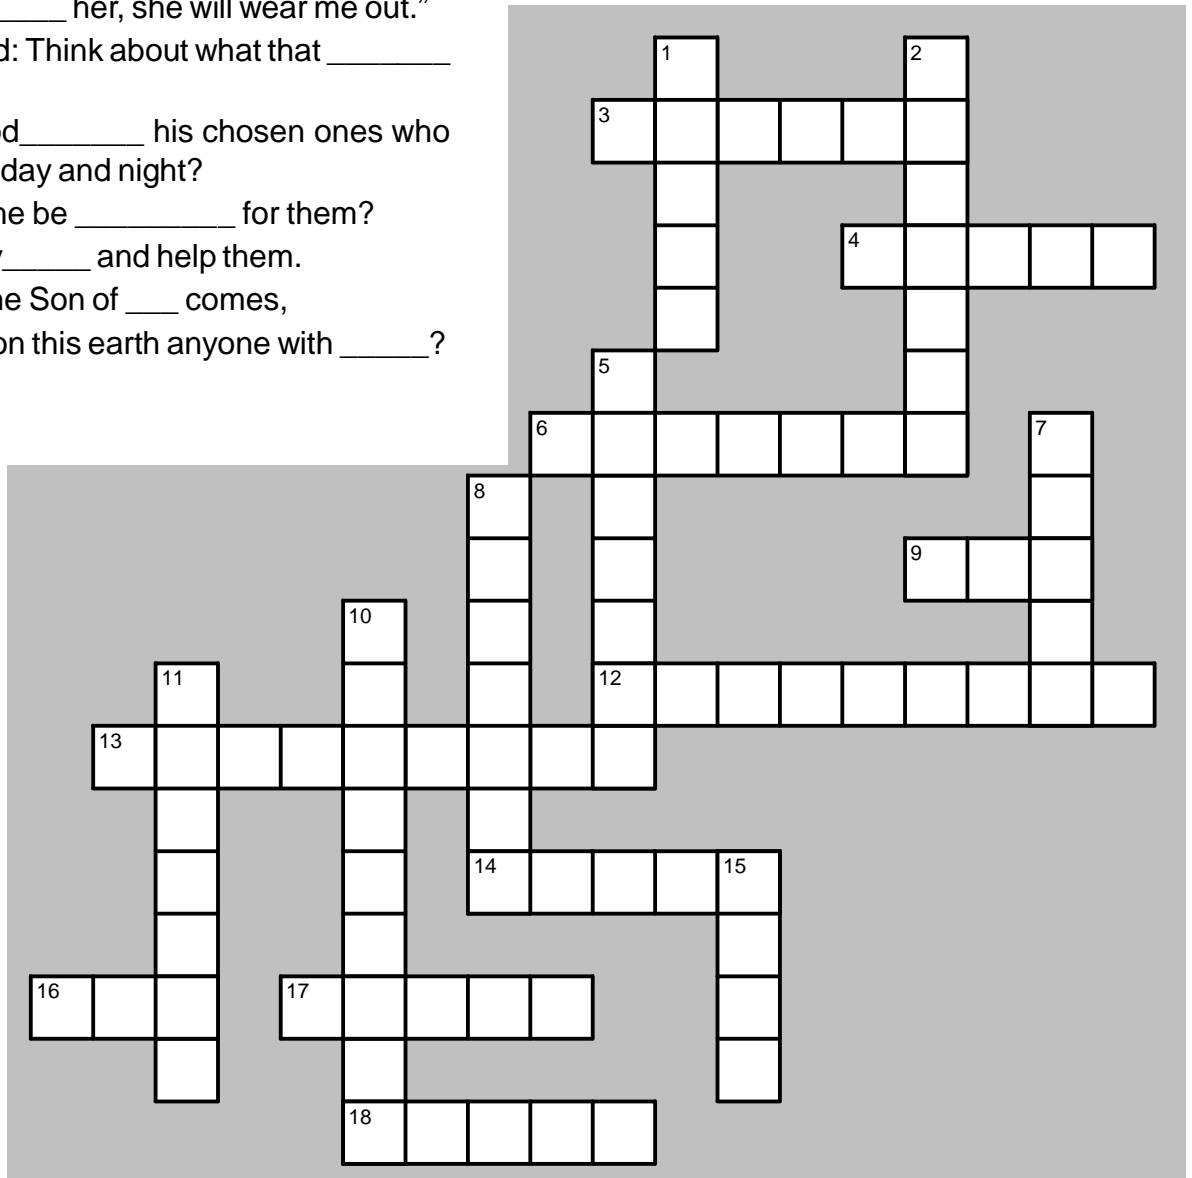 ____ her, she will wear me out.”
d: Think about what that _______
d_______ his chosen ones who
day and night?
he be _________ for them?
y_____ and help them.
he Son of ___ comes,
on this earth anyone with _____?
1 2
3
4
5
6 7
8
9
10
11 12
13
14 15
16 17
18